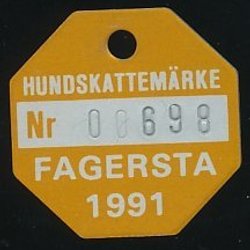 HUNDSKATTEMÄRKE
Nr 00698
FAGERSTA
1991